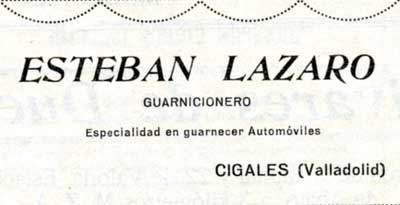 ESTEBAN LAZARO
GUARNICIONERO
Especialidad en guarnecer Automóviles
CIGALES (Valladolid)